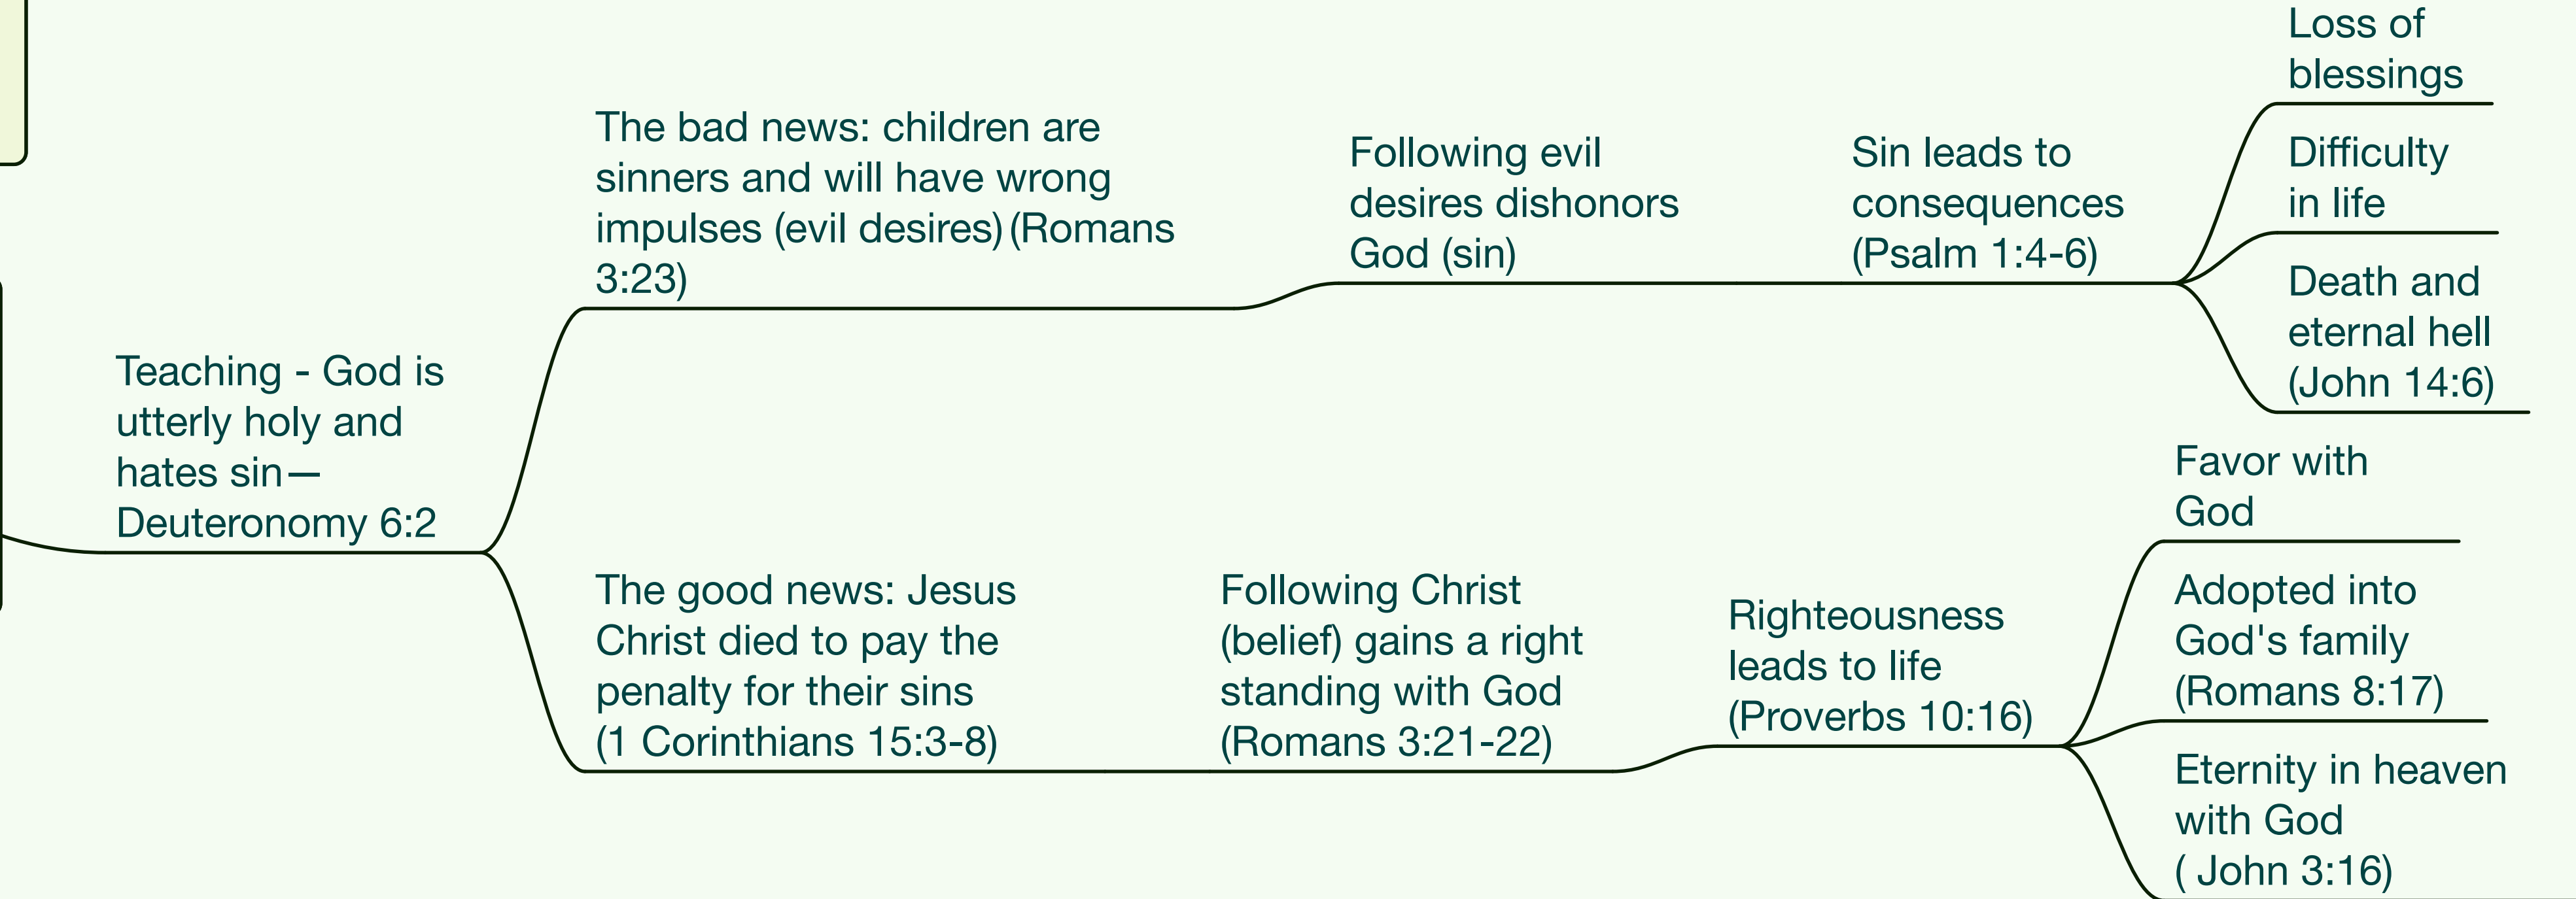 Teaching - God is
utterly holy and
hates sin—
Deuteronomy 6:2
The bad news: children are
sinners and will have wrong
impulses (evil desires) (Romans
3:23)
Following evil
desires dishonors
God (sin)
Sin leads to
consequences
(Psalm 1:4-6)
Loss of
blessings
Difficulty
in life
Death and
eternal hell
(John 14:6)
The good news: Jesus
Christ died to pay the
penalty for their sins
(1 Corinthians 15:3-8)
Following Christ
(belief) gains a right
standing with God
(Romans 3:21-22)
Righteousness
leads to life
(Proverbs 10:16)
Favor with
God
Adopted into
God's family
(Romans 8:17)
Eternity in heaven
with God
( John 3:16)